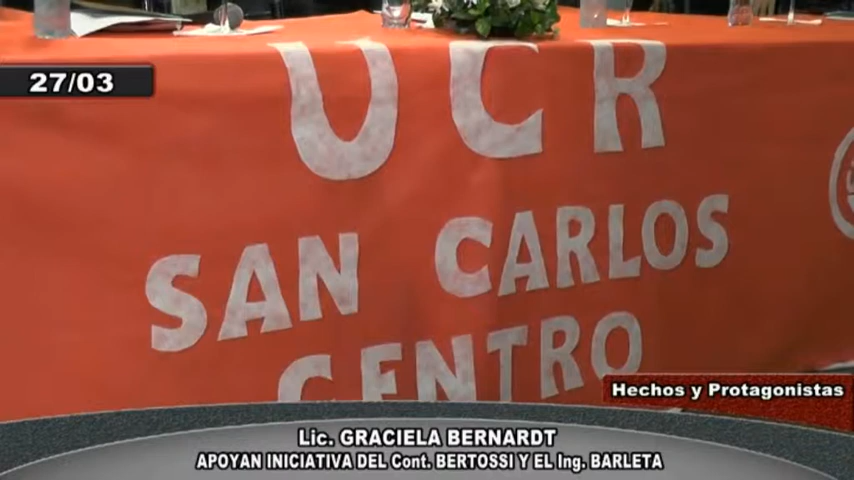 27/03
UCR
SAN CARLOS
CENTRO
Hechos y Protagonistas
Lic. GRACIELA BERNARDT
APOYAN INICIATIVA DEL Cont. BERTOSSI Y EL Ing. BARLETA